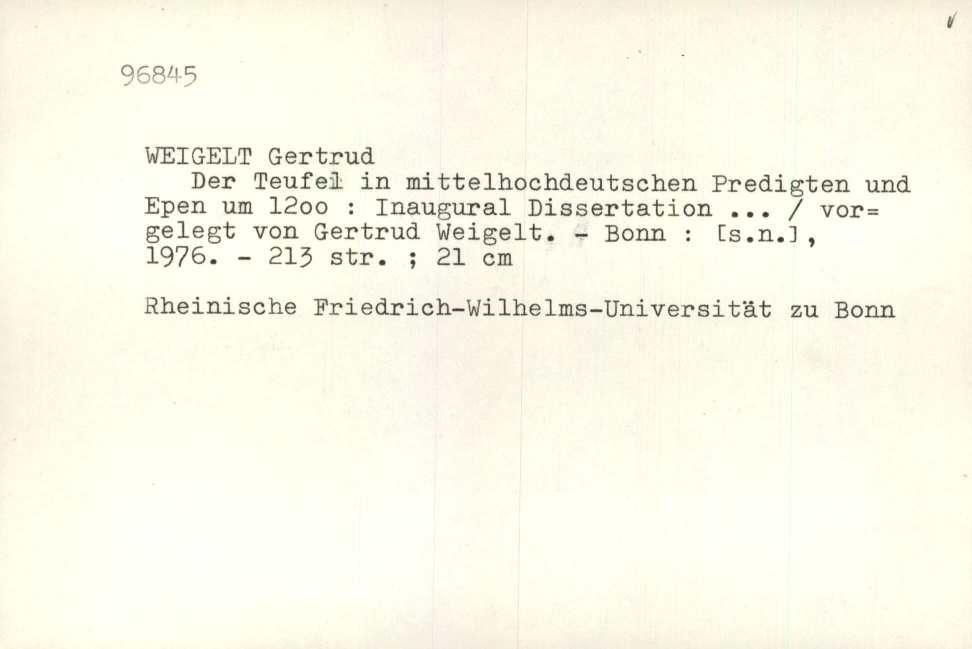 96845
WEIGELT Gertrud
Der Teufel in mittelhochdeutschen Predigten und
Epen um 12oo : Inaugural Dissertation ... / vor=
gelegt von Gertrud Weigelt. - Bonn : [s.n.],
1976. - 213 str. ; 21 cm
Rheinische Friedrich-Wilhelms-Universität zu Bonn